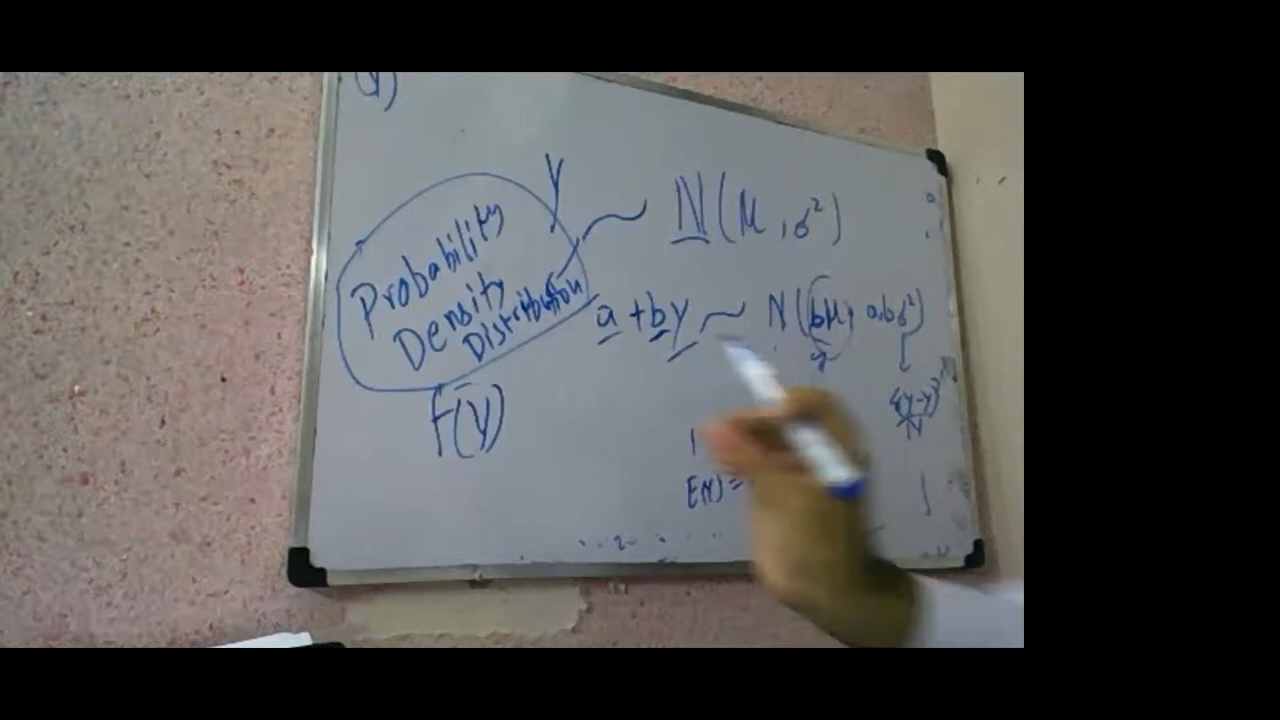 (Y)
Y ~ N(μ, σ²)
Probability
Density
Distribution
a + by ~ N(bμ, a,bσ²)
f(Y)
E(Y) =